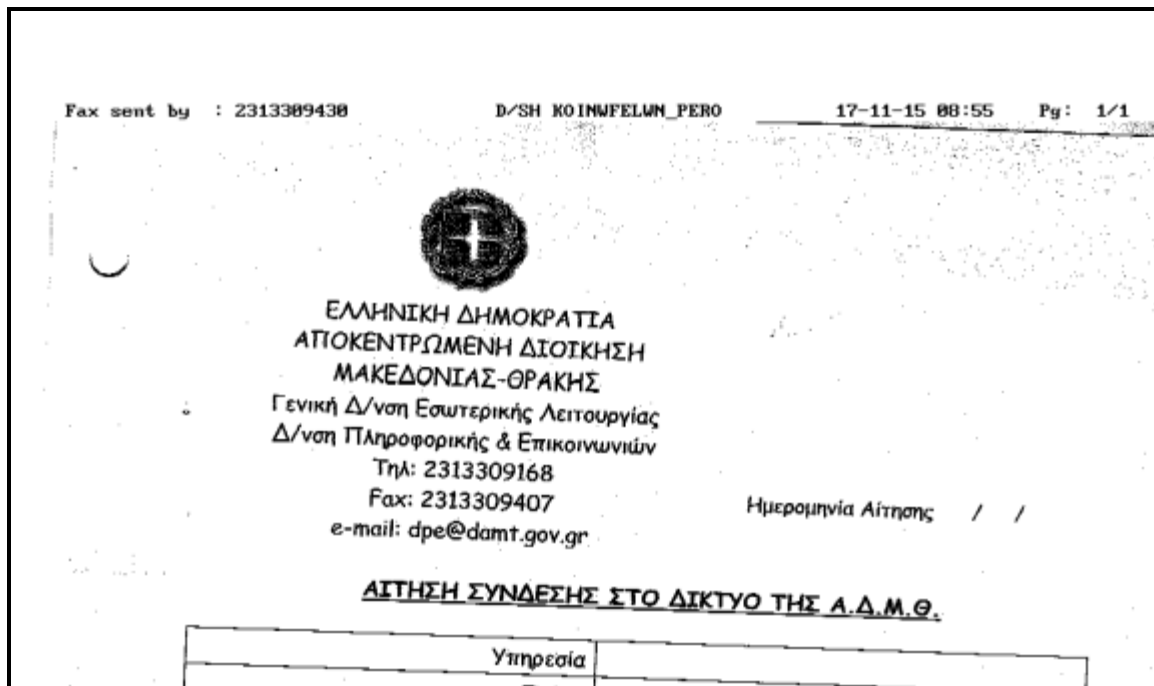 Fax sent by : 2313309430 D/SH KOINWFELWN_PERO 17-11-15 08:55 Pg: 1/1
ΕΛΛΗΝΙΚΗ ΔΗΜΟΚΡΑΤΙΑ
ΑΠΟΚΕΝΤΡΩΜΕΝΗ ΔΙΟΙΚΗΣΗ
ΜΑΚΕΔΟΝΙΑΣ-ΘΡΑΚΗΣ
Γενική Δ/νση Εσωτερικής Λειτουργίας
Δ/νση Πληροφορικής & Επικοινωνιών
Τηλ: 2313309168
Fax: 2313309407
e-mail: dpe@damt.gov.gr
Ημερομηνία Αίτησης / /
ΑΙΤΗΣΗ ΣΥΝΔΕΣΗΣ ΣΤΟ ΔΙΚΤΥΟ ΤΗΣ Α.Δ.Μ.Θ.
Υπηρεσία